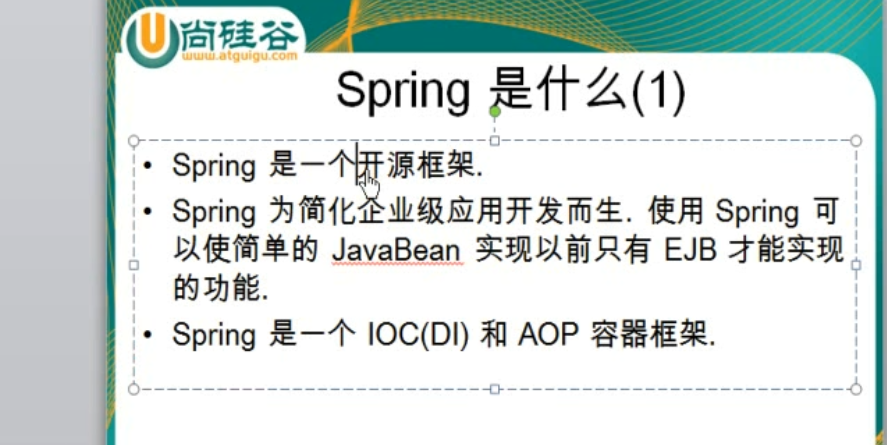 尚硅谷
www.atguigu.com
Spring 是什么(1)
• Spring 是一个开源框架.
• Spring 为简化企业级应用开发而生. 使用 Spring 可
以使简单的 JavaBean 实现以前只有 EJB 才能实现
的功能.
• Spring 是一个 IOC(DI) 和 AOP 容器框架.